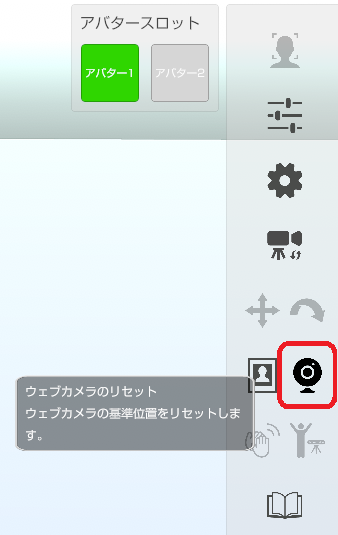 アバタースロット
アバター1
アバター2
ウェブカメラのリセット
ウェブカメラの基準位置をリセットしま
す。